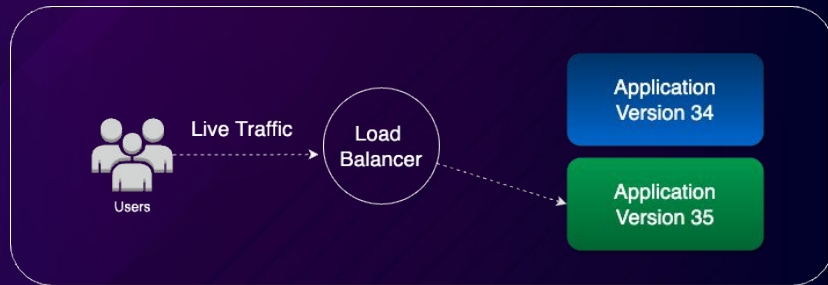 Users
Live Traffic
Load
Balancer
Application
Version 34
Application
Version 35